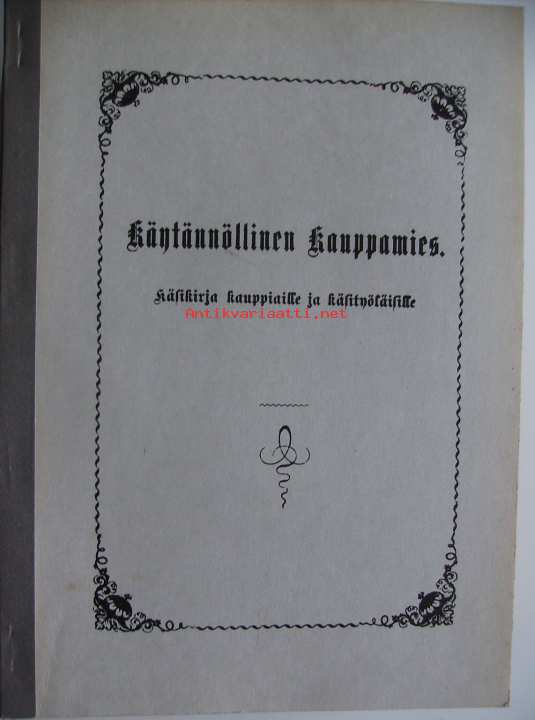 Käytännöllinen Kauppamies.
Käsikirja kauppiaille ja käsityöläisille
Antikvariaatti.net